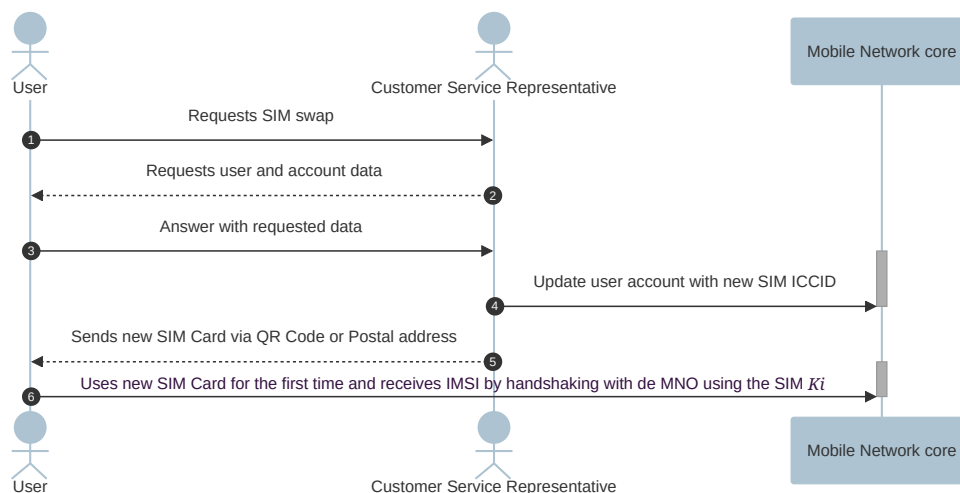 User
Customer Service Representative
Mobile Network core
Requests SIM swap
1
Requests user and account data
2
Answer with requested data
3
Update user account with new SIM ICCID
4
Sends new SIM Card via QR Code or Postal address
5
Uses new SIM Card for the first time and receives IMSI by handshaking with de MNO using the SIM Ki
6
User
Customer Service Representative
Mobile Network core